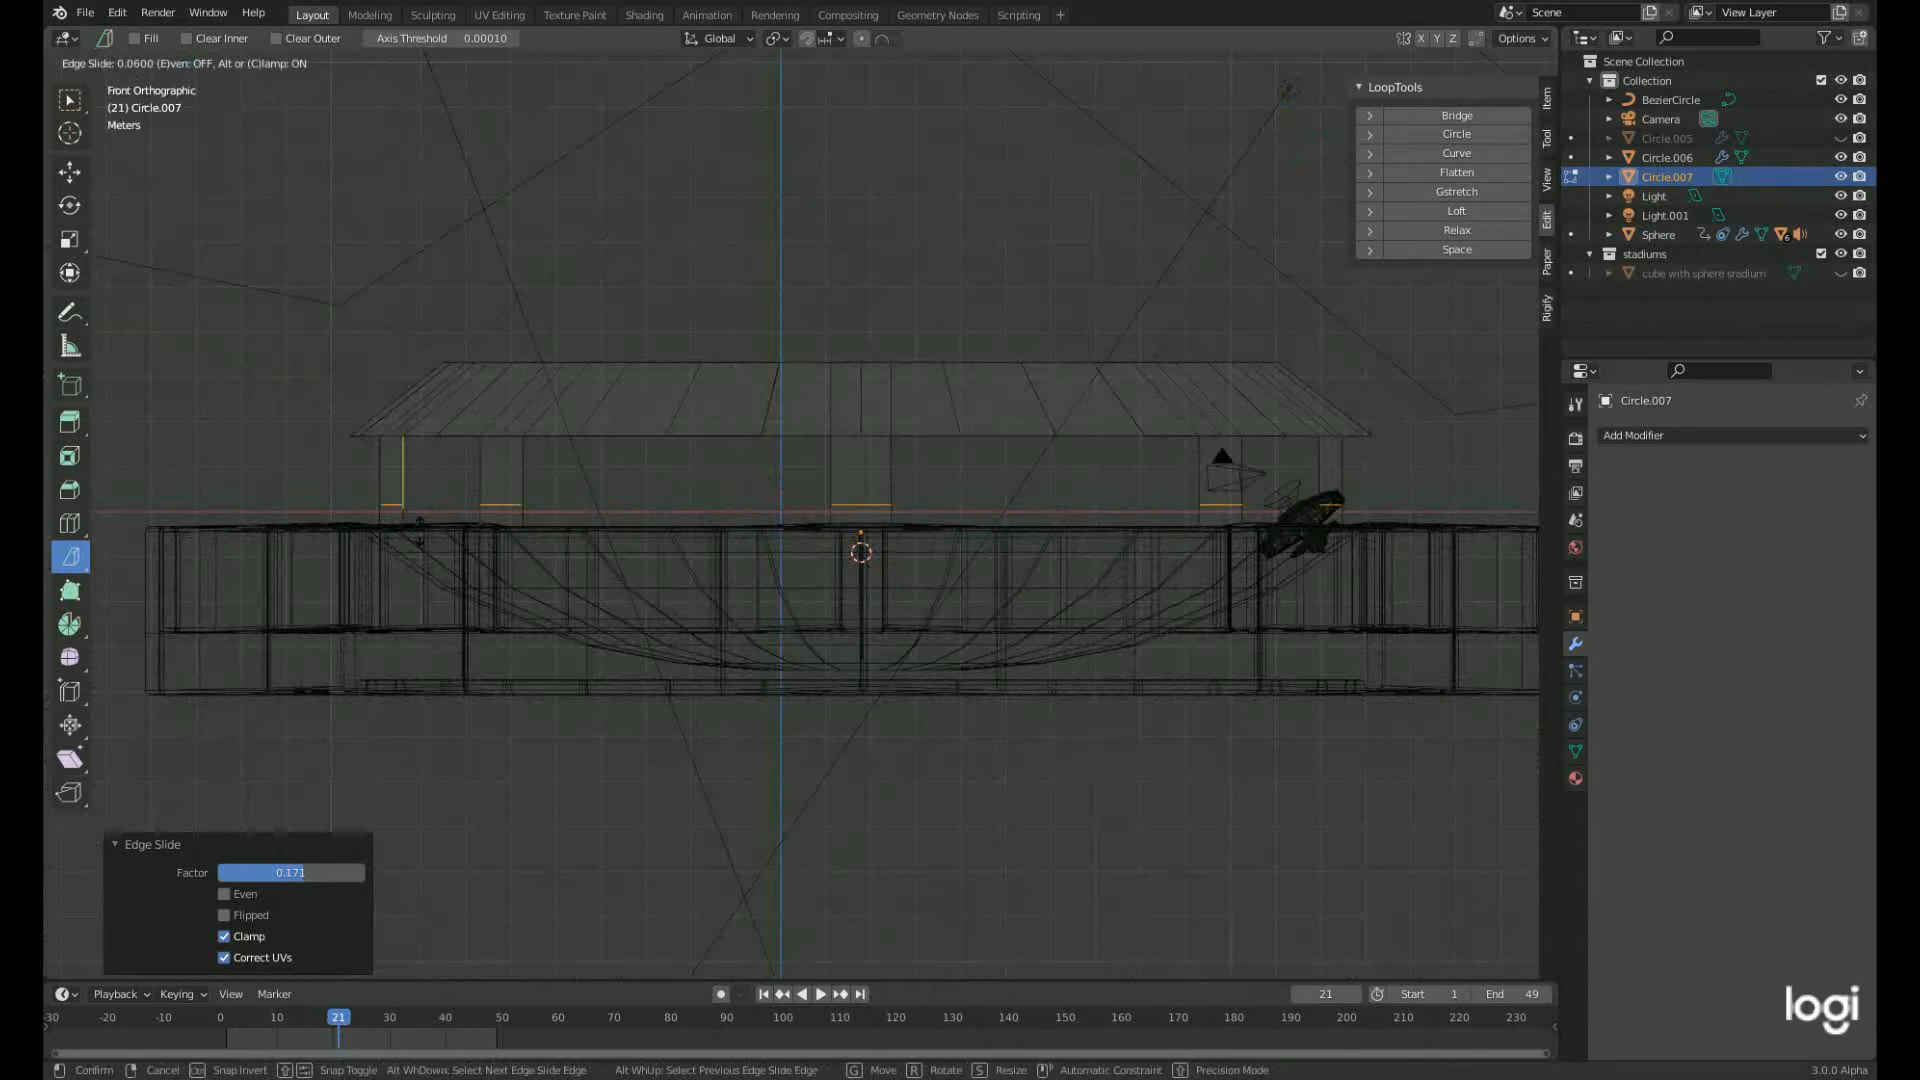 File Edit Render Window Help Layout Modeling Sculpting UV Editing Texture Paint Shading Animation Rendering Compositing Geometry Nodes Scripting + Scene View Layer
Fill Clear Inner Clear Outer Axis Threshold 0.00010 Global X Y Z Options
Edge Slide: 0.0600 (E)ven: OFF, Alt or (C)lamp: ON
Front Orthographic
(21) Circle.007
Meters
LoopTools
Bridge
Circle
Curve
Flatten
Gstretch
Loft
Relax
Space
Item
Tool
View
Edit
Paper
Rigify
Scene Collection
Collection
BezierCircle
Camera
Circle.005
Circle.006
Circle.007
Light
Light.001
Sphere 6
stadiums
cube with sphere sradium
Circle.007
Add Modifier
Edge Slide
Factor 0.171
Even
Flipped
Clamp
Correct UVs
Playback Keying View Marker 21 Start 1 End 49
-30 -20 -10 0 10 21 30 40 50 60 70 80 90 100 110 120 130 140 150 160 170 180 190 200 210 220 230
logi
Confirm Cancel Ctrl Snap Invert Snap Toggle Alt WhDown: Select Next Edge Slide Edge Alt WhUp: Select Previous Edge Slide Edge G Move R Rotate S Resize Automatic Constraint Precision Mode 3.0.0 Alpha